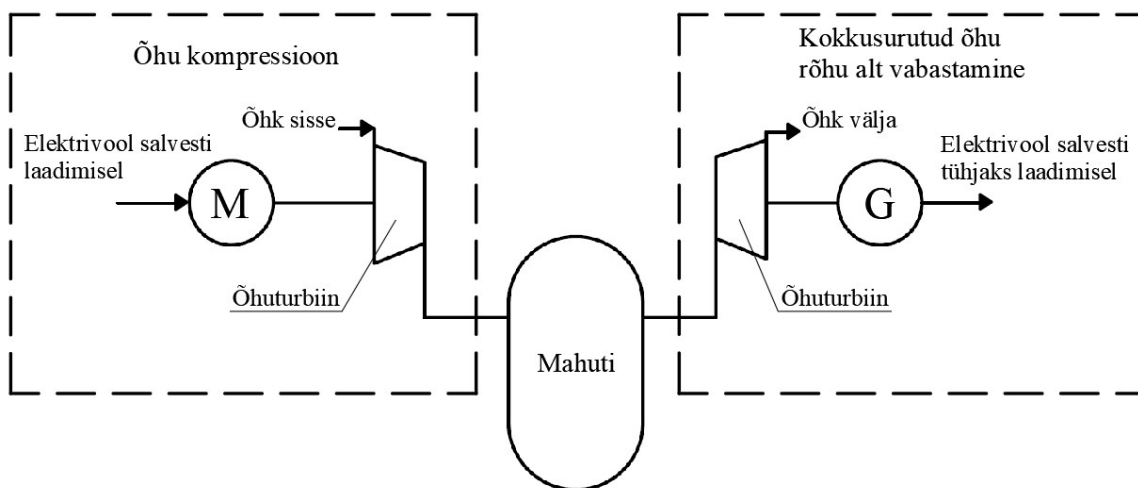 Õhu kompressioon
Õhk sisse
Elektrivool salvesti
laadimisel
M
Õhuturbiin
Mahuti
Kokkusurutud õhu
rõhu alt vabastamine
Õhk välja
Elektrivool salvesti
tühjaks laadimisel
G
Õhuturbiin